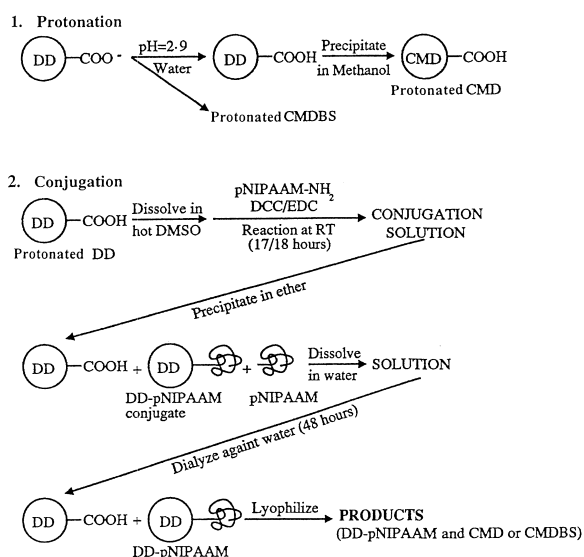 1. Protonation
DD
COO -
pH=2·9
Water
DD
COOH
Precipitate
in Methanol
CMD
COOH
Protonated CMD
Protonated CMDBS
2. Conjugation
DD
COOH
Protonated DD
Dissolve in
hot DMSO
pNIPAAM-NH2
DCC/EDC
Reaction at RT
(17/18 hours)
CONJUGATION
SOLUTION
Precipitate in ether
DD
COOH +
DD
+
DD-pNIPAAM
conjugate
pNIPAAM
Dissolve
in water
SOLUTION
Dialyze againt water (48 hours)
DD
COOH +
DD
DD-pNIPAAM
Lyophilize
PRODUCTS
(DD-pNIPAAM and CMD or CMDBS)